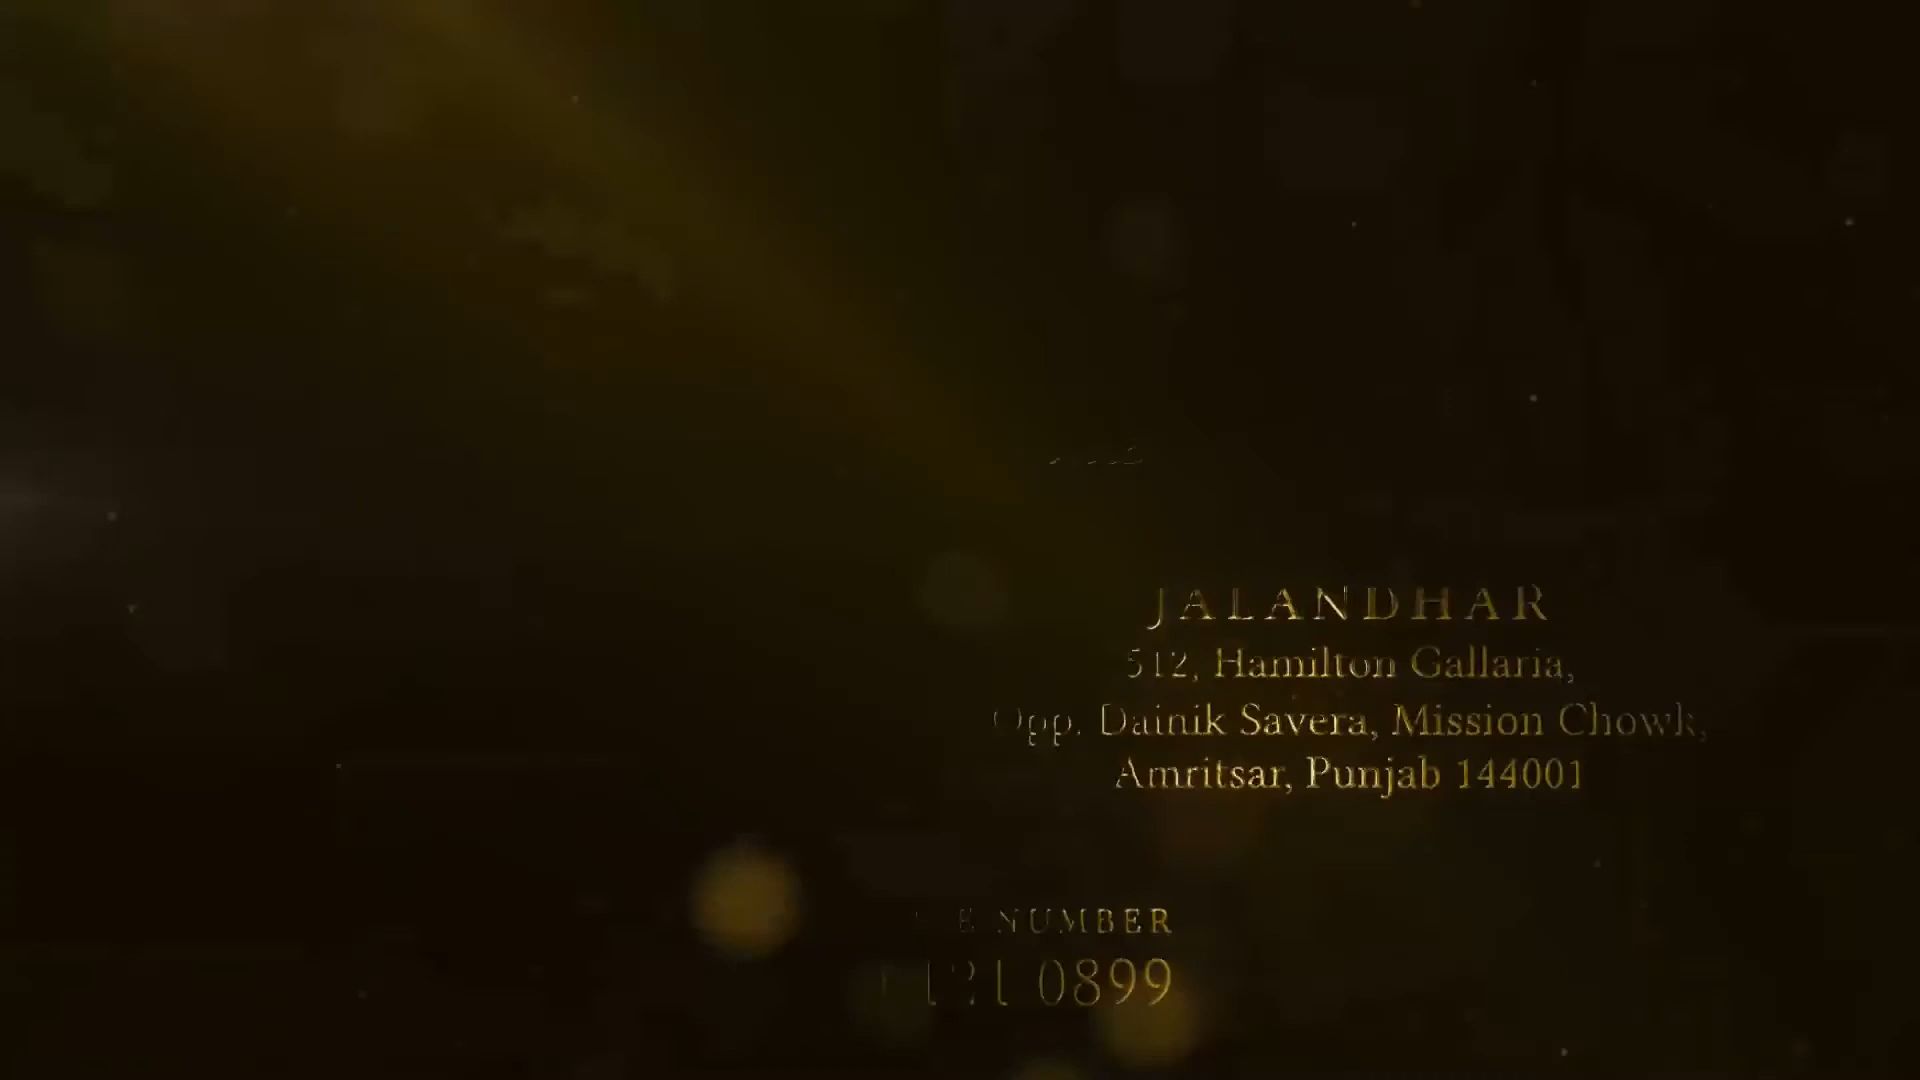 JALANDHAR
512, Hamilton Gallaria,
Opp. Dainik Savera, Mission Chowk,
Amritsar, Punjab 144001
NUMBER
0899